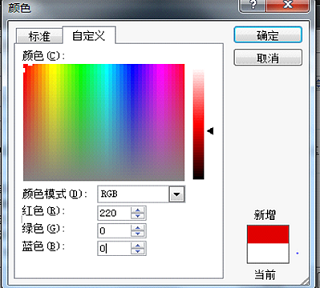 颜色
标准 自定义
确定
取消
颜色(C):
颜色模式(D): RGB
红色(R): 220
绿色(G): 0
蓝色(B): 0
新增
当前